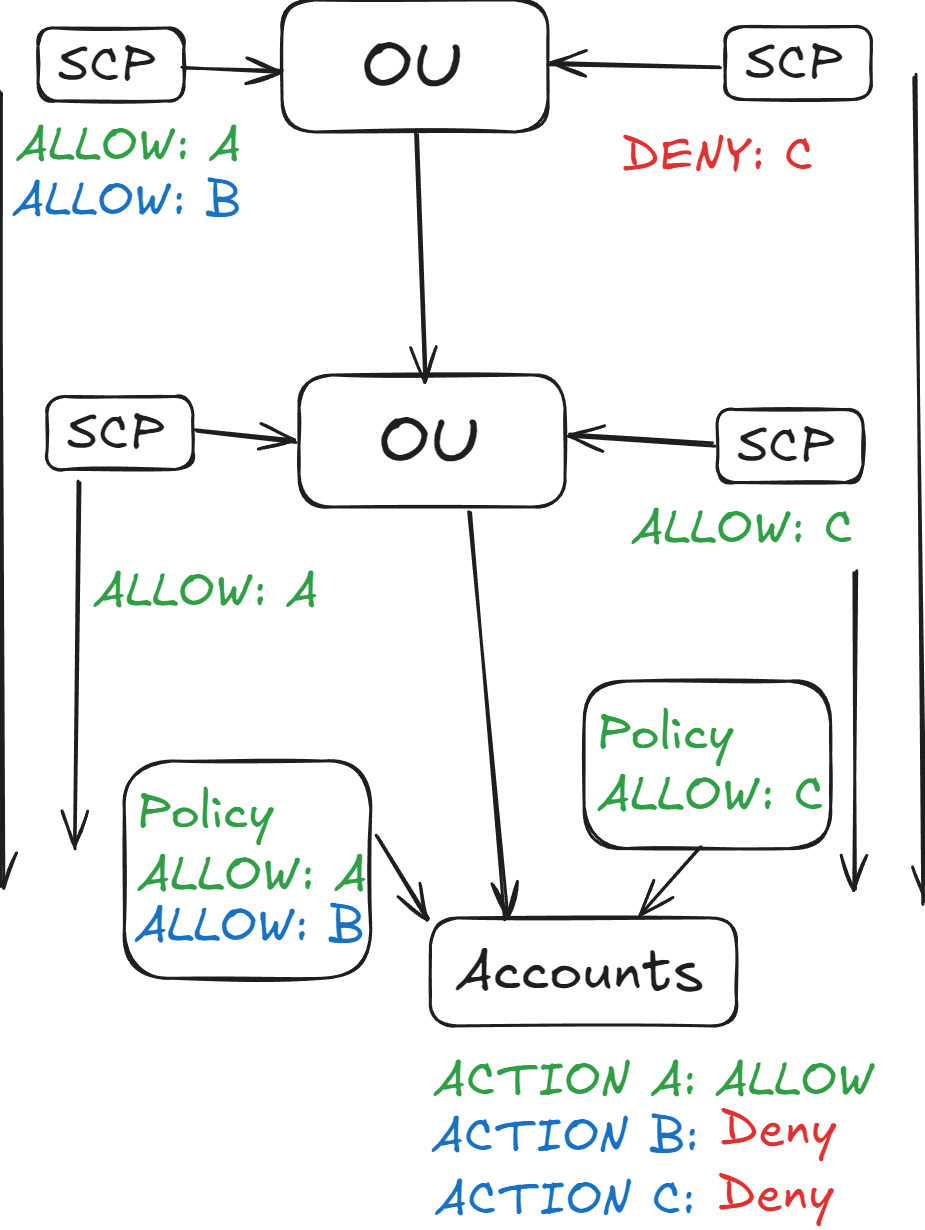 SCP
OU
SCP
ALLOW: A
DENY: C
ALLOW: B
SCP
OU
SCP
ALLOW: C
ALLOW: A
Policy
ALLOW: C
Policy
ALLOW: A
ALLOW: B
Accounts
ACTION A: ALLOW
ACTION B: Deny
ACTION C: Deny